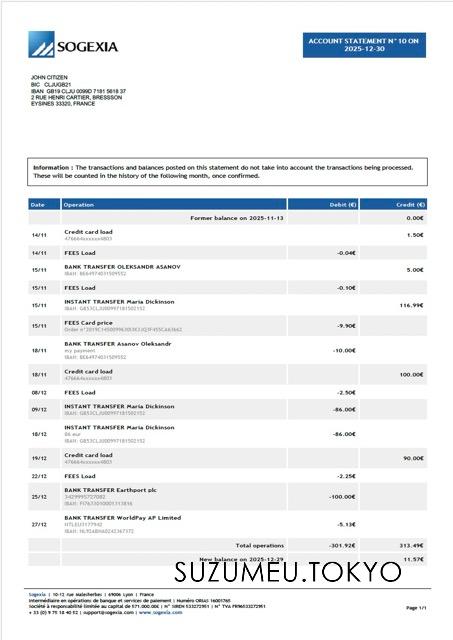 SOGEXIA
ACCOUNT STATEMENT N°10 ON
2025-12-30
JOHN CITIZEN
BIC CLJUGB21
IBAN GB19 CLJU 0099D 7181 5618 37
2 RUE HENRI CARTIER, BRESSSON
EYSINES 33320, FRANCE
Information : The transactions and balances posted on this statement do not take into account the transactions being processed.
These will be counted in the history of the following month, once confirmed.
Date Operation Debit (€) Credit (€)
Former balance on 2025-11-13 0.00€
14/11 Credit card load 1.50€
476664xxxxxx4803
14/11 FEES Load -0.04€
15/11 BANK TRANSFER OLEKSANDR ASANOV 5.00€
IBAN: BE64974031509552
15/11 FEES Load -0.10€
15/11 INSTANT TRANSFER Maria Dickinson 116.99€
IBAN: GB53CLJU00997181502152
15/11 FEES Card price -9.90€
18/11 BANK TRANSFER Asanov Oleksandr -10.00€
my payment
IBAN: BE64974031509552
18/11 Credit card load 100.00€
476664xxxxxx4803
08/12 FEES Load -2.50€
09/12 INSTANT TRANSFER Maria Dickinson -86.00€
IBAN: GB53CLJU00997181502152
18/12 INSTANT TRANSFER Maria Dickinson -86.00€
86 eur
IBAN: GB53CLJU00997181502152
19/12 Credit card load 90.00€
476664xxxxxx4803
22/12 FEES Load -2.25€
25/12 BANK TRANSFER Earthport plc -100.00€
3429995727082
27/12 BANK TRANSFER WorldPay AP Limited -5.13€
Total operations -301.92€ 313.49€
New balance on 2025-12-29 11.57€
SUZUMEU.TOKYO
Sogexia | 10-12 rue Malesherbes | 69006 Lyon | France
Intermédiaire en opérations de banque et services de paiement | Numéro ORIAS 16001765
Société à responsabilité limitée au capital de 571.000.00€ | N° SIREN 533272951 | N° TVA FR96533272951
+ 33 (0) 9 75 18 40 52 | support@sogexia.com | www.sogexia.com
Page 1/1